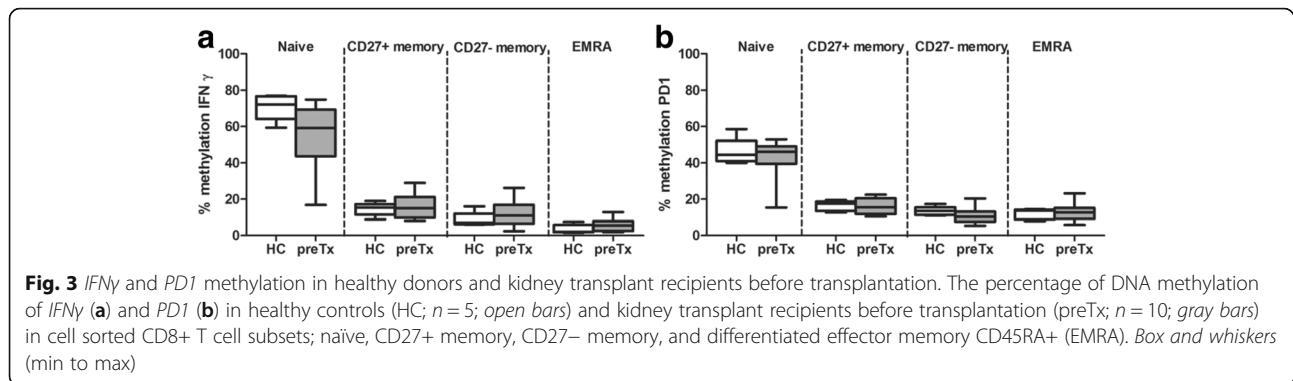 a
b
Naive CD27+ memory CD27- memory EMRA
Naive CD27+ memory CD27- memory EMRA
% methylation IFN γ
100
80
60
40
20
0
HC preTx HC preTx HC preTx HC preTx
% methylation PD1
100
80
60
40
20
0
HC preTx HC preTx HC preTx HC preTx
Fig. 3 IFNγ and PD1 methylation in healthy donors and kidney transplant recipients before transplantation. The percentage of DNA methylation
of IFNγ (a) and PD1 (b) in healthy controls (HC; n = 5; open bars) and kidney transplant recipients before transplantation (preTx; n = 10; gray bars)
in cell sorted CD8+ T cell subsets; naïve, CD27+ memory, CD27− memory, and differentiated effector memory CD45RA+ (EMRA). Box and whiskers
(min to max)